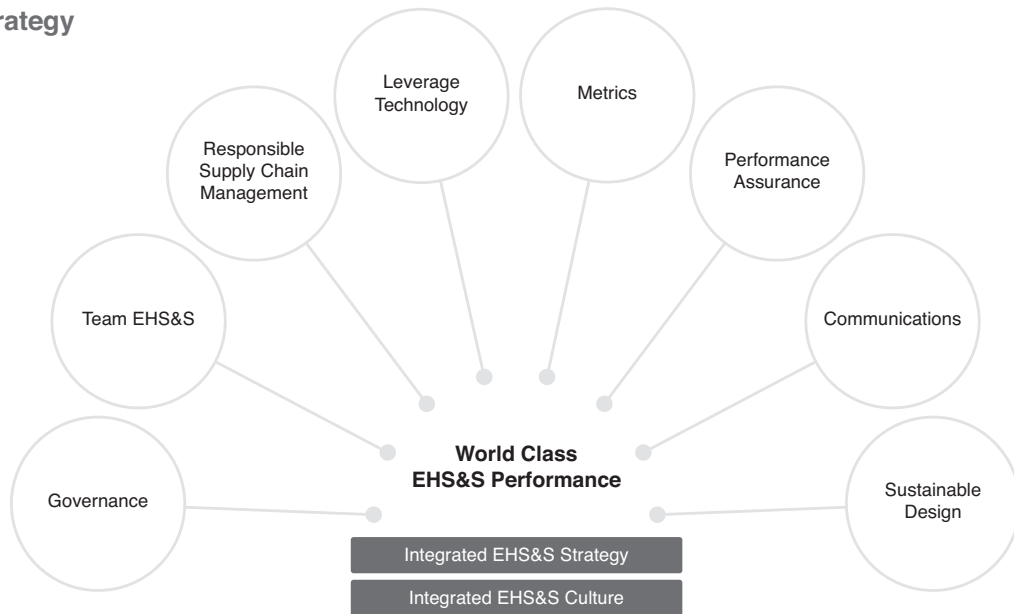 Leverage
Technology
Metrics
Responsible
Supply Chain
Management
Performance
Assurance
Team EHS&S
Communications
Governance
World Class
EHS&S Performance
Sustainable
Design
Integrated EHS&S Strategy
Integrated EHS&S Culture